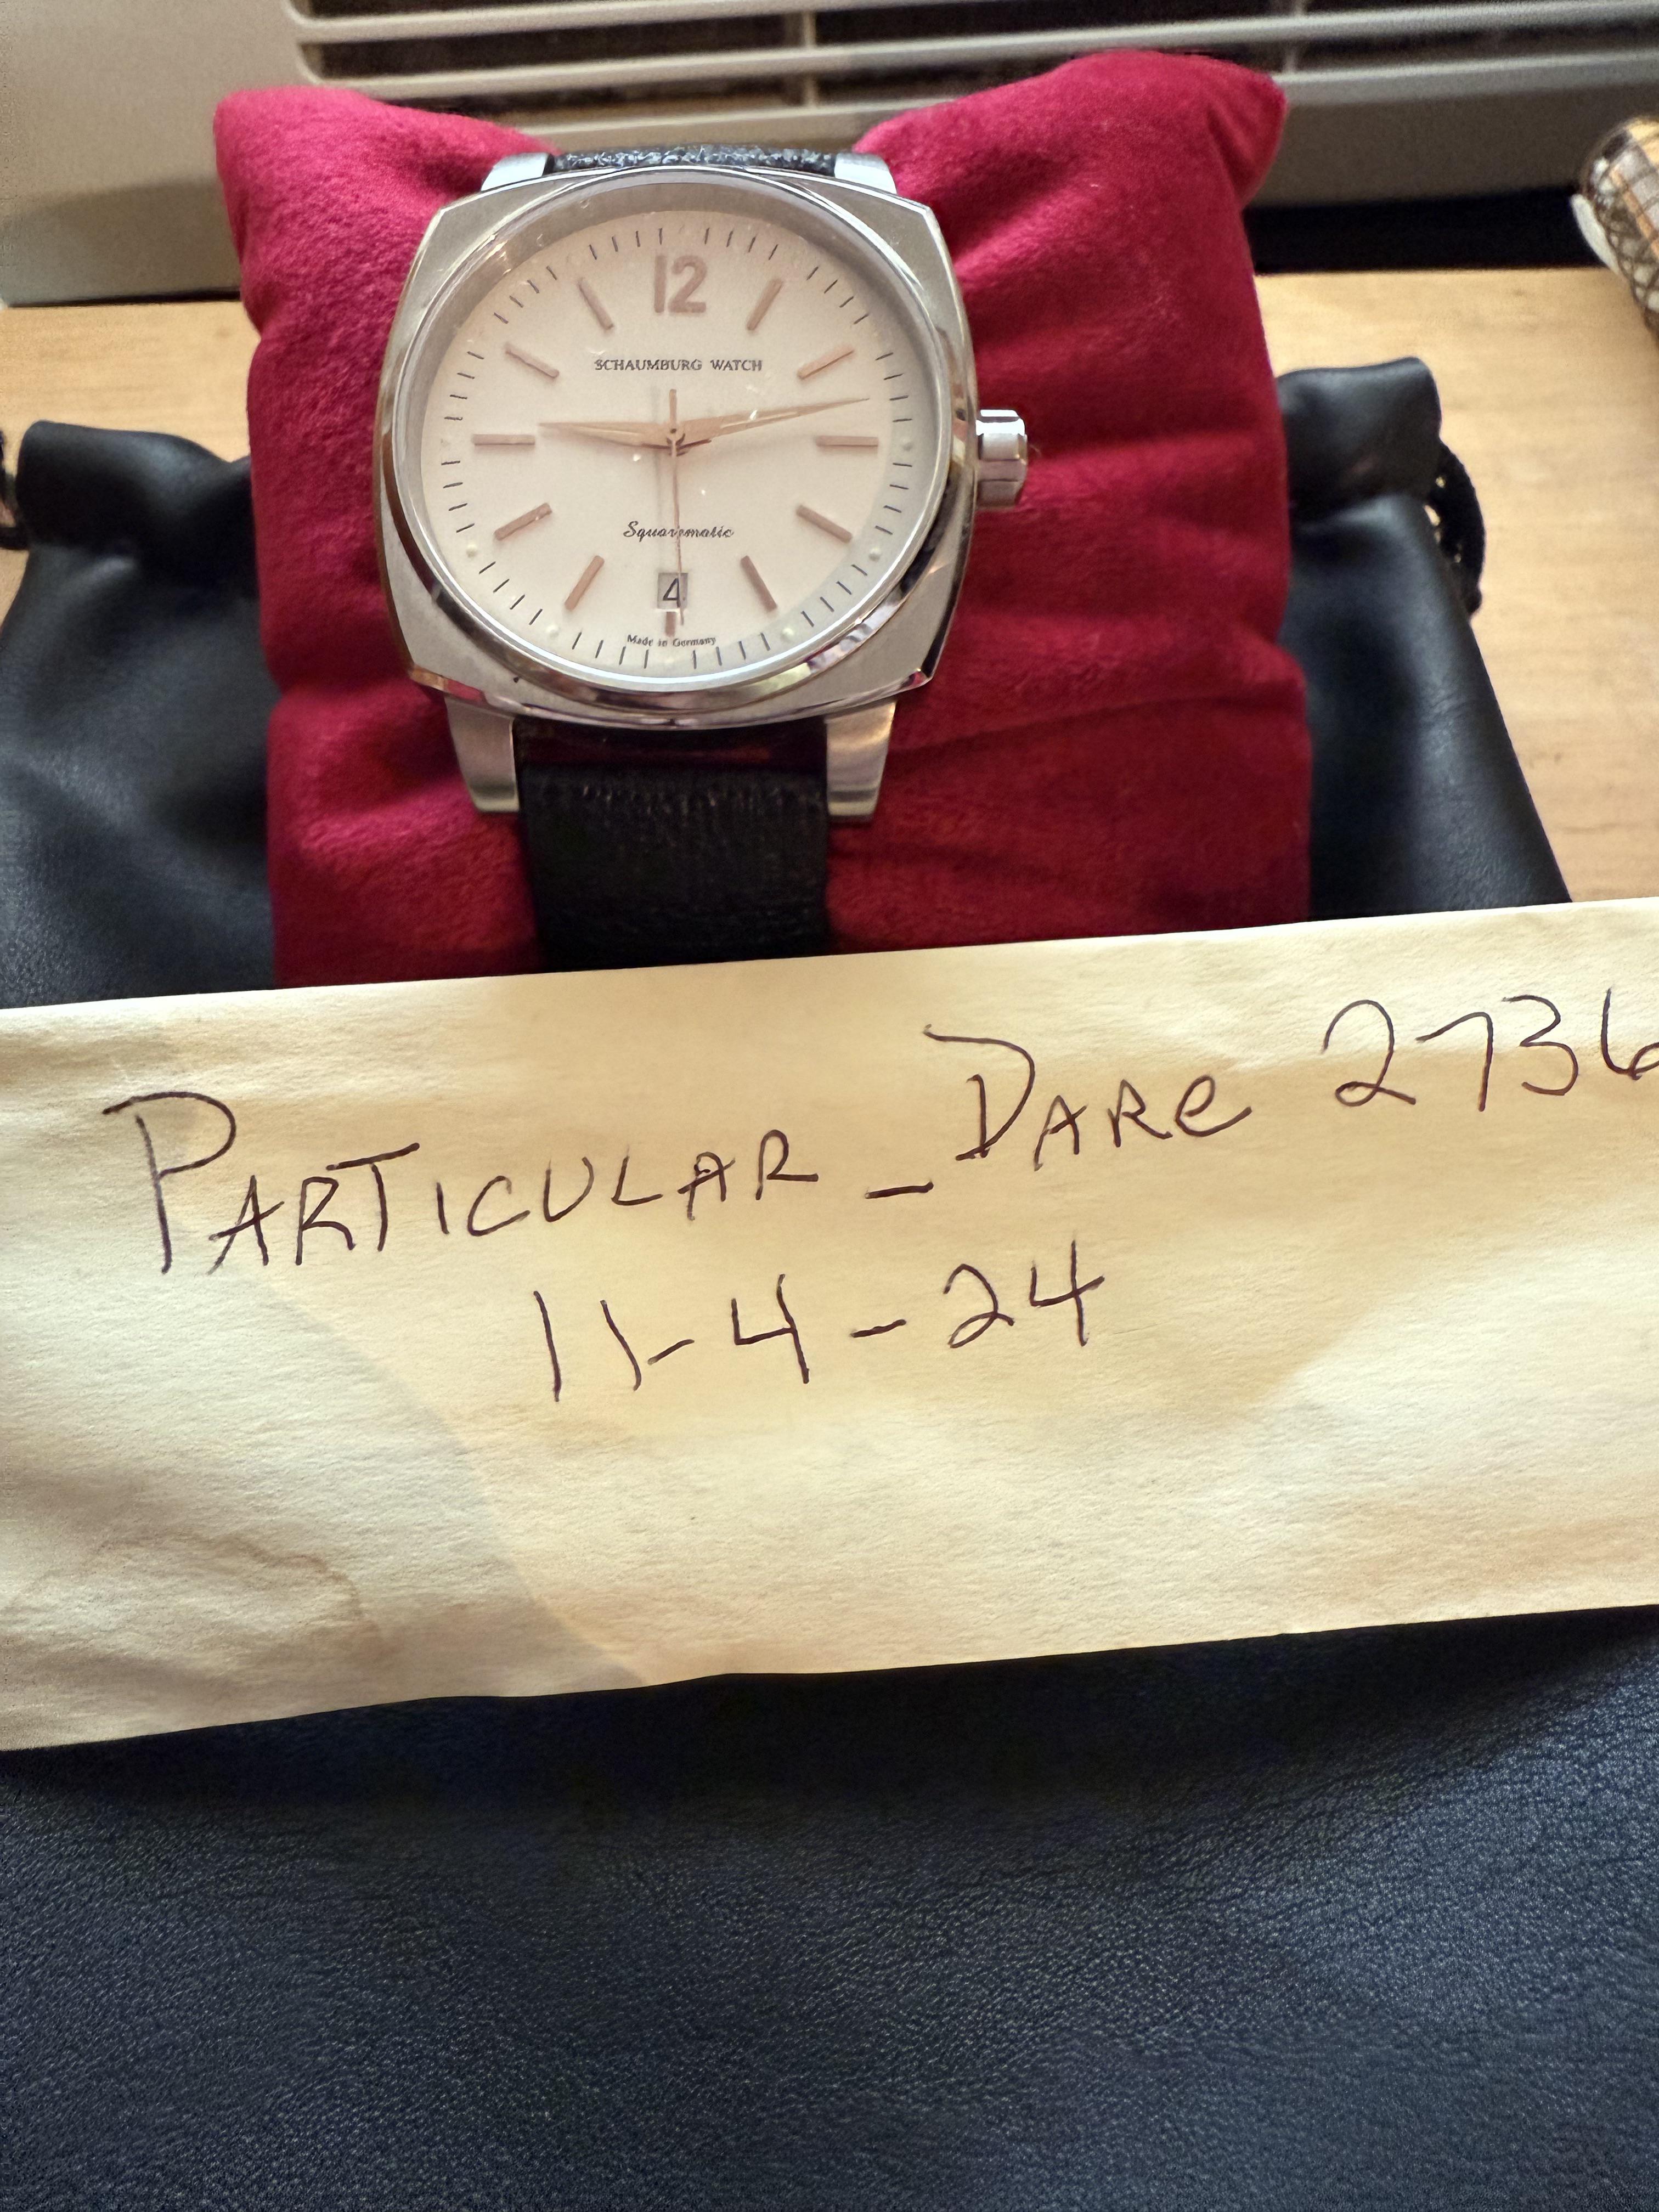 12
SCHAUMBURG WATCH
Squarematic
4
Made in Germany
PARTICULAR_DARe 2736
11-4-24